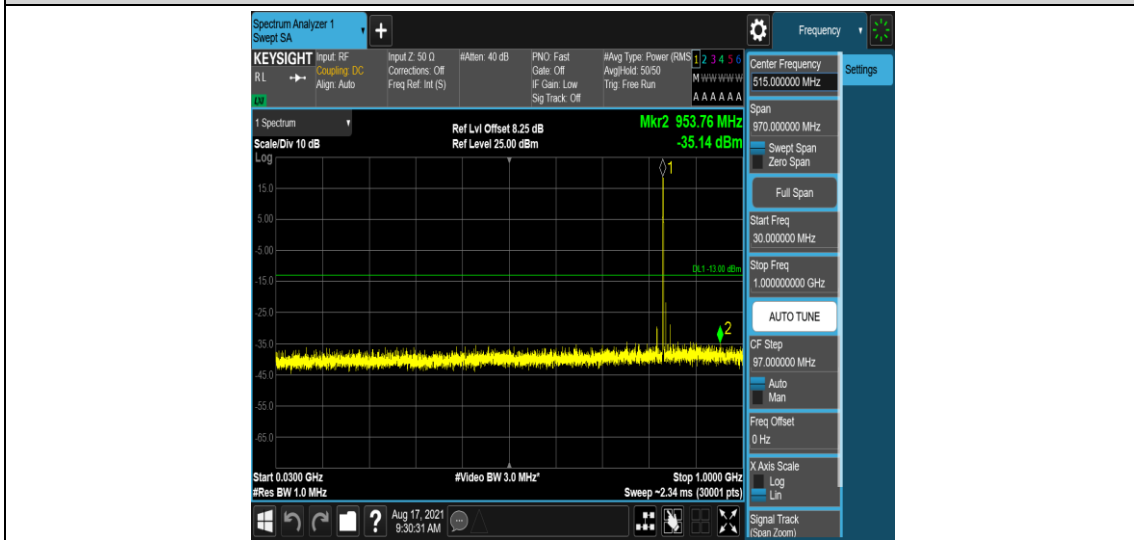 Spectrum Analyzer 1
Swept SA
+
Frequency
KEYSIGHT Input: RF Input Z: 50 Ω #Atten: 40 dB PNO: Fast #Avg Type: Power (RMS 1 2 3 4 5 6
RL Coupling: DC Corrections: Off Gate: Off Avg|Hold: 50/50 M W W W W W
Align: Auto Freq Ref: Int (S) IF Gain: Low Trig: Free Run
Sig Track: Off A A A A A A
LXI
1 Spectrum
Ref Lvl Offset 8.25 dB Mkr2 953.76 MHz
Scale/Div 10 dB Ref Level 25.00 dBm -35.14 dBm
Log
1
15.0
5.00
-5.00
DL1 -13.00 dBm
-15.0
-25.0
2
-35.0
-45.0
-55.0
-65.0
Start 0.0300 GHz #Video BW 3.0 MHz* Stop 1.0000 GHz
#Res BW 1.0 MHz Sweep ~2.34 ms (30001 pts)
? Aug 17, 2021
9:30:31 AM
Center Frequency
515.000000 MHz
Settings
Span
970.000000 MHz
Swept Span
Zero Span
Full Span
Start Freq
30.000000 MHz
Stop Freq
1.000000000 GHz
AUTO TUNE
CF Step
97.000000 MHz
Auto
Man
Freq Offset
0 Hz
X Axis Scale
Log
Lin
Signal Track
(Span Zoom)